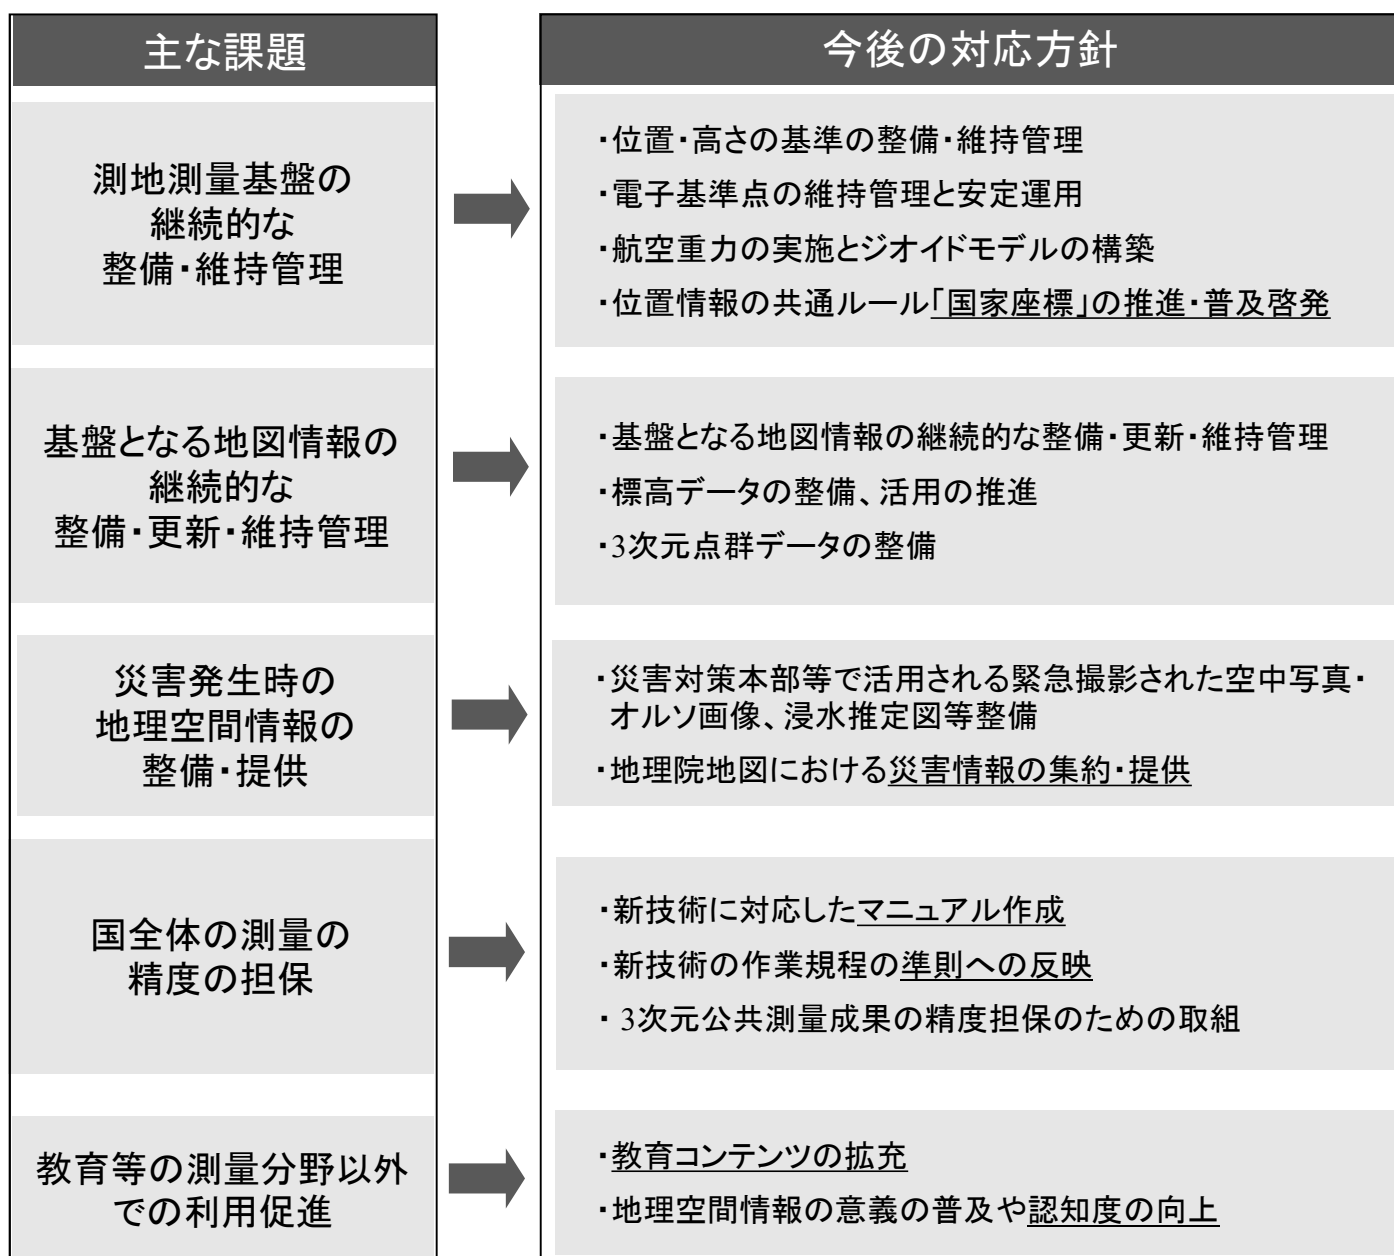 主な課題
今後の対応方針
測地測量基盤の
継続的な
整備・維持管理
・位置・高さの基準の整備・維持管理
・電子基準点の維持管理と安定運用
・航空重力の実施とジオイドモデルの構築
・位置情報の共通ルール「国家座標」の推進・普及啓発
基盤となる地図情報の
継続的な
整備・更新・維持管理
・基盤となる地図情報の継続的な整備・更新・維持管理
・標高データの整備、活用の推進
・3次元点群データの整備
災害発生時の
地理空間情報の
整備・提供
・災害対策本部等で活用される緊急撮影された空中写真・
オルソ画像、浸水推定図等整備
・地理院地図における災害情報の集約・提供
国全体の測量の
精度の担保
・新技術に対応したマニュアル作成
・新技術の作業規程の準則への反映
・ 3次元公共測量成果の精度担保のための取組
教育等の測量分野以外
での利用促進
・教育コンテンツの拡充
・地理空間情報の意義の普及や認知度の向上